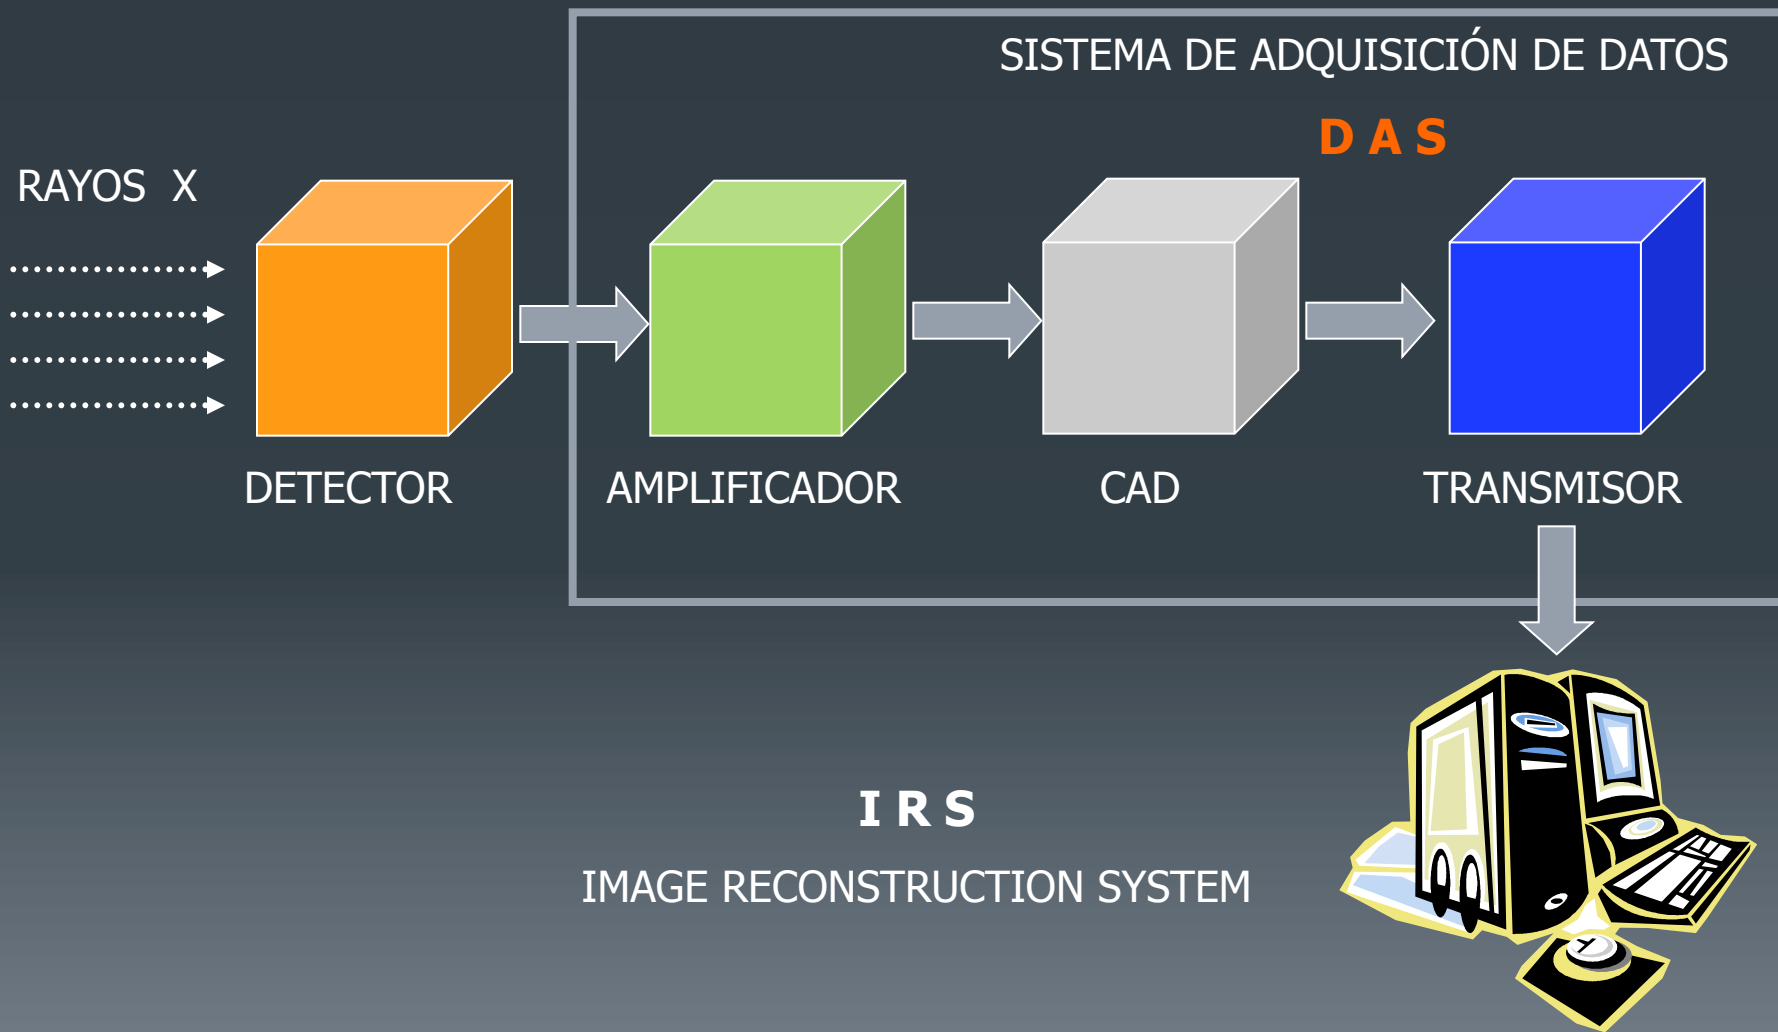 SISTEMA DE ADQUISICIÓN DE DATOS
D A S
RAYOS X
DETECTOR
AMPLIFICADOR
CAD
TRANSMISOR
I R S
IMAGE RECONSTRUCTION SYSTEM